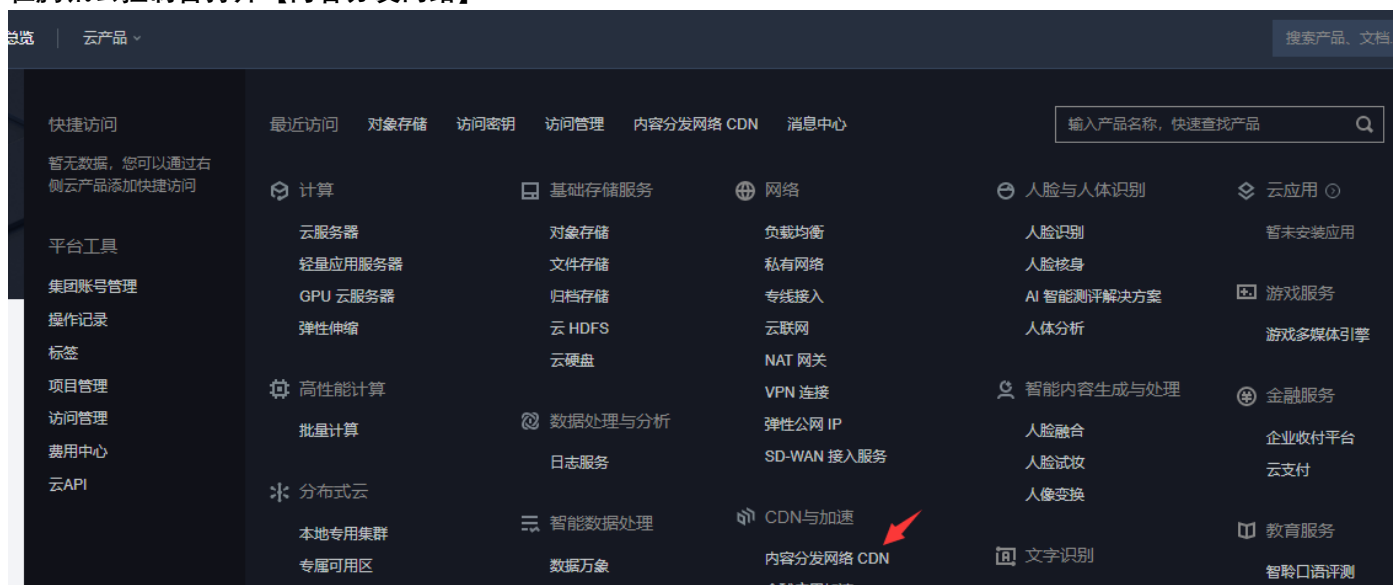 总览
云产品
搜索产品、文档
快捷访问
暂无数据，您可以通过右
侧云产品添加快捷访问
平台工具
集团账号管理
操作记录
标签
项目管理
访问管理
费用中心
云API
最近访问 对象存储 访问密钥 访问管理 内容分发网络 CDN 消息中心
输入产品名称，快速查找产品
计算
云服务器
轻量应用服务器
GPU 云服务器
弹性伸缩
高性能计算
批量计算
分布式云
本地专用集群
专属可用区
基础存储服务
对象存储
文件存储
归档存储
云 HDFS
云硬盘
数据处理与分析
日志服务
智能数据处理
数据万象
网络
负载均衡
私有网络
专线接入
云联网
NAT 网关
VPN 连接
弹性公网 IP
SD-WAN 接入服务
CDN与加速
内容分发网络 CDN
人脸与人体识别
人脸识别
人脸核身
AI 智能测评解决方案
人体分析
智能内容生成与处理
人脸融合
人脸试妆
人像变换
文字识别
云应用
暂未安装应用
游戏服务
游戏多媒体引擎
金融服务
企业收付平台
云支付
教育服务
智聆口语评测